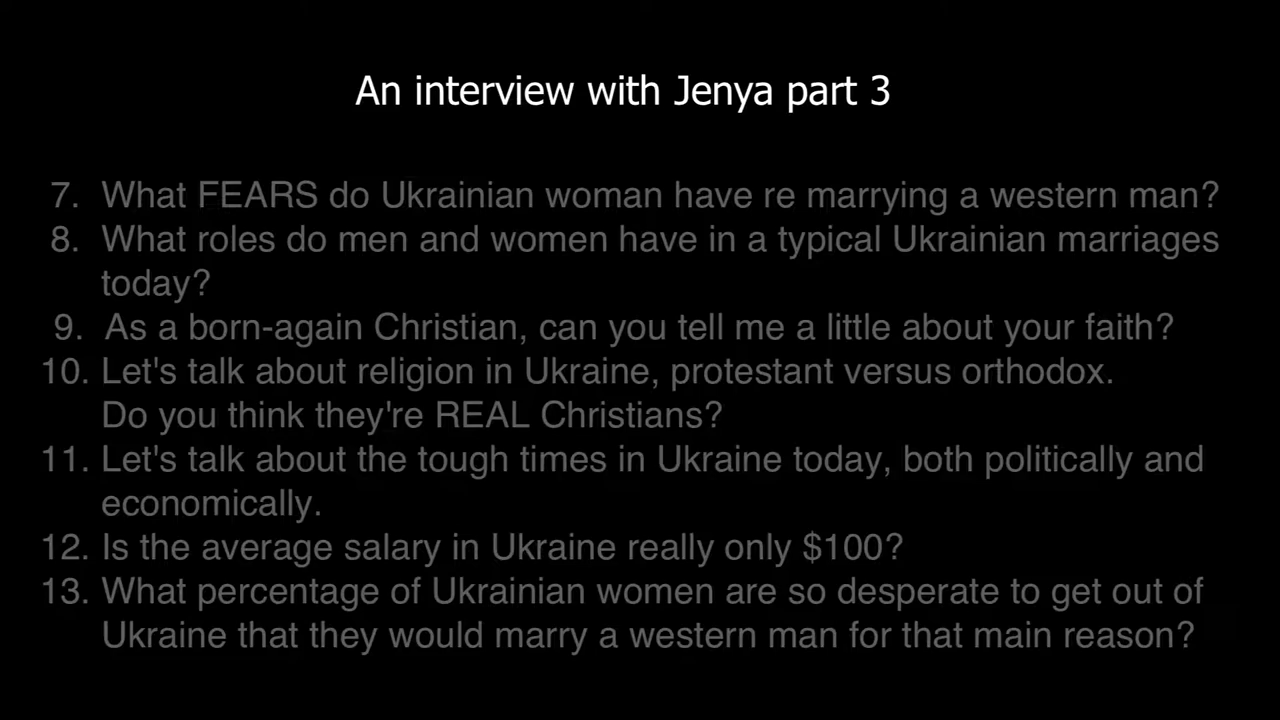 An interview with Jenya part 3
7. What FEARS do Ukrainian woman have re marrying a western man?
8. What roles do men and women have in a typical Ukrainian marriages
today?
9. As a born-again Christian, can you tell me a little about your faith?
10. Let's talk about religion in Ukraine, protestant versus orthodox.
Do you think they're REAL Christians?
11. Let's talk about the tough times in Ukraine today, both politically and
economically.
12. Is the average salary in Ukraine really only $100?
13. What percentage of Ukrainian women are so desperate to get out of
Ukraine that they would marry a western man for that main reason?